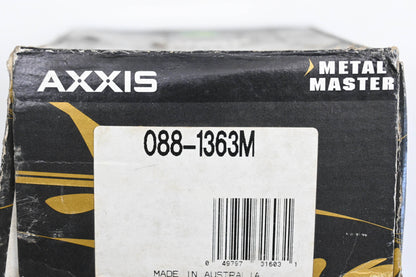 AXXIS
METAL
MASTER
088-1363M
0 49797 01603 1
MADE IN AUSTRALIA